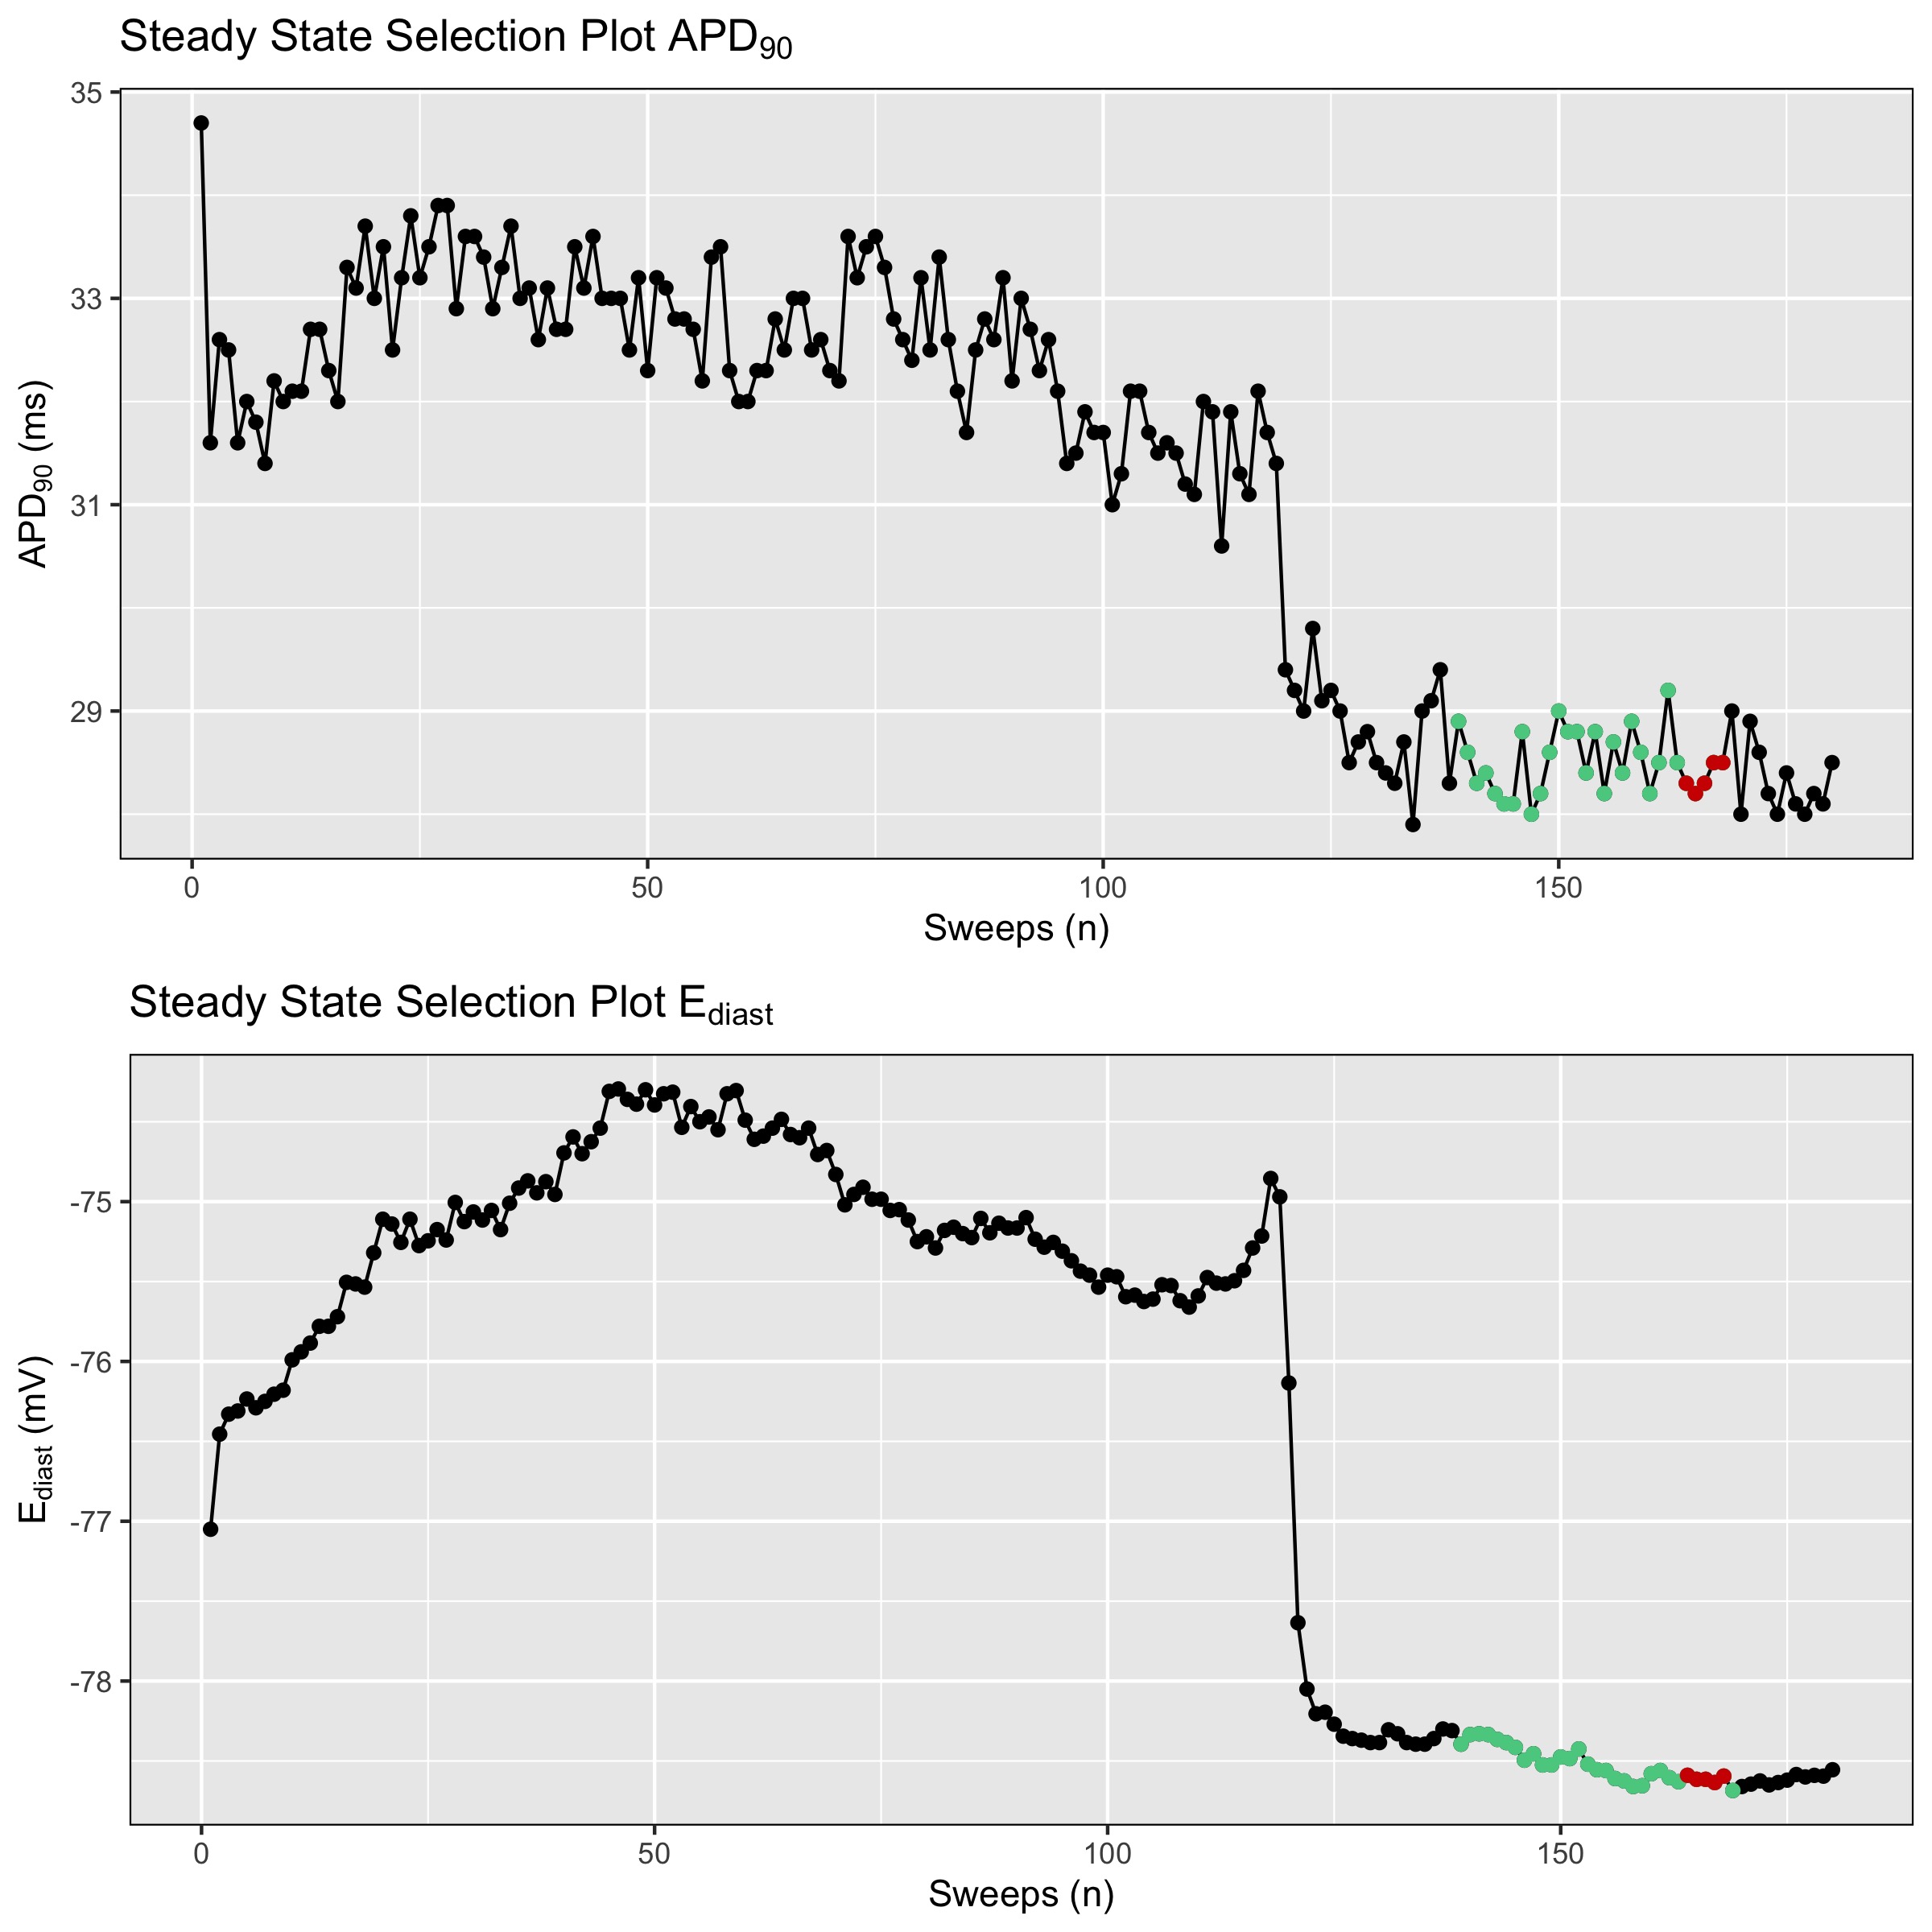 Steady State Selection Plot APD90
35
33
31
29
APD90 (ms)
0 50 100 150
Sweeps (n)
Steady State Selection Plot Ediast
-75
-76
-77
-78
Ediast (mV)
0 50 100 150
Sweeps (n)